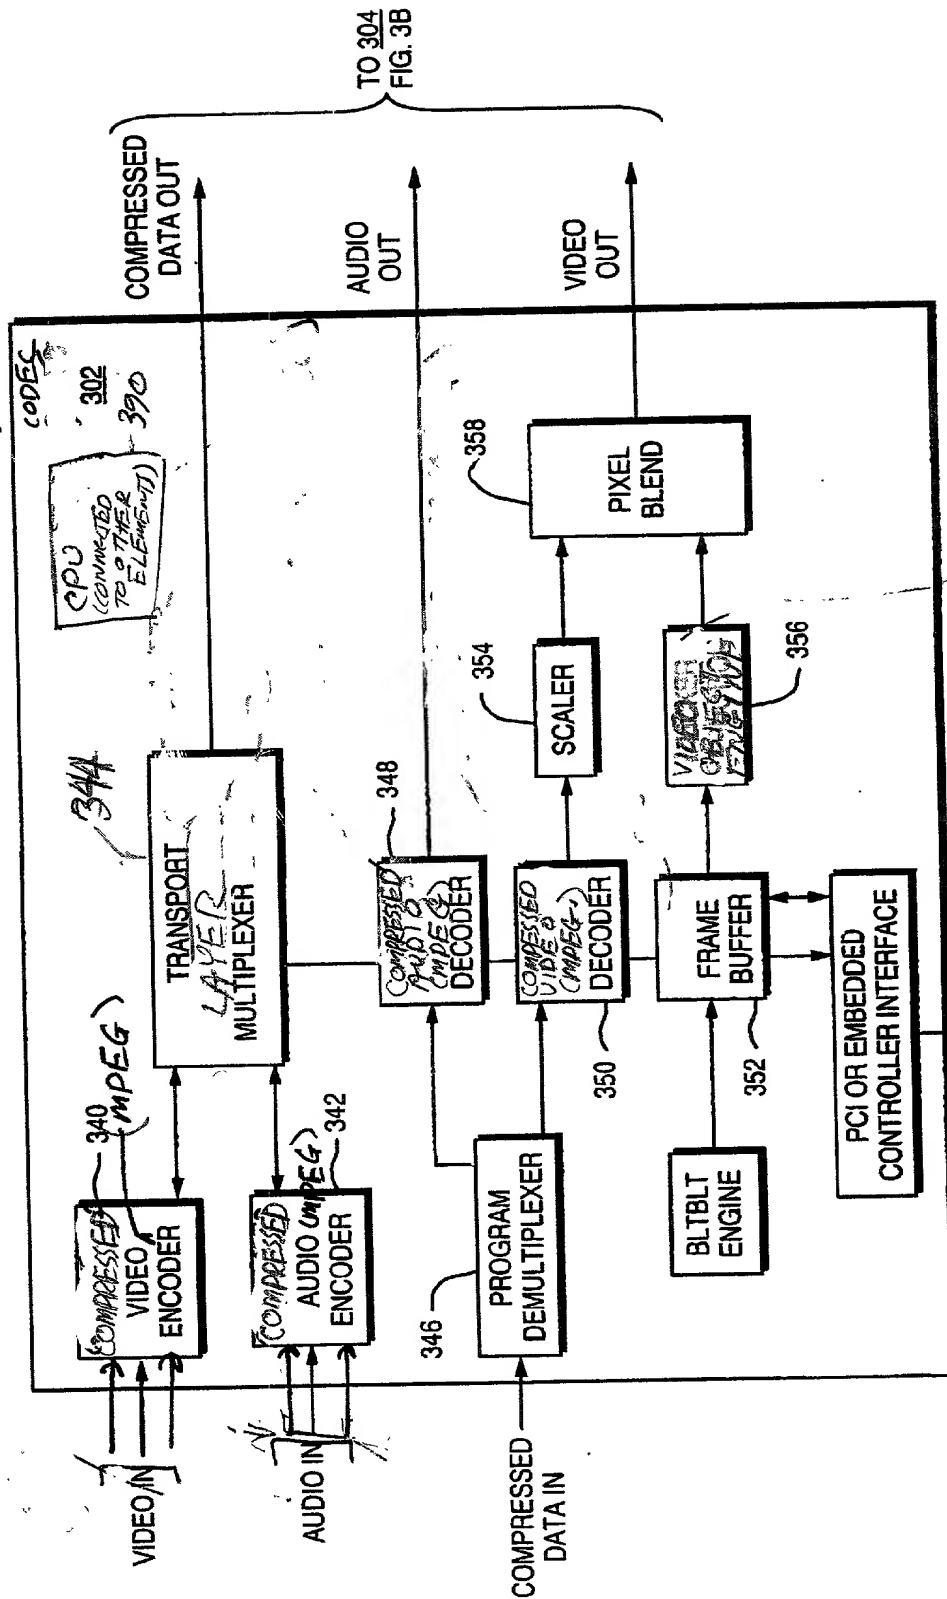 CODEC
302
390
CPU
(CONNECTED
TO OTHER
ELEMENTS)
VIDEO IN
340
(MPEG)
COMPRESSED
VIDEO
ENCODER
AUDIO IN
342
COMPRESSED
AUDIO (MPEG)
ENCODER
344
TRANSPORT
LAYER
MULTIPLEXER
COMPRESSED
DATA OUT
COMPRESSED
DATA IN
346
PROGRAM
DEMULTIPLEXER
348
COMPRESSED
AUDIO
(MPEG)
DECODER
AUDIO
OUT
350
COMPRESSED
VIDEO
(MPEG)
DECODER
354
SCALER
358
PIXEL
BLEND
VIDEO
OUT
BLTBLT
ENGINE
352
FRAME
BUFFER
356
PCI OR EMBEDDED
CONTROLLER INTERFACE
TO 304
FIG. 3B